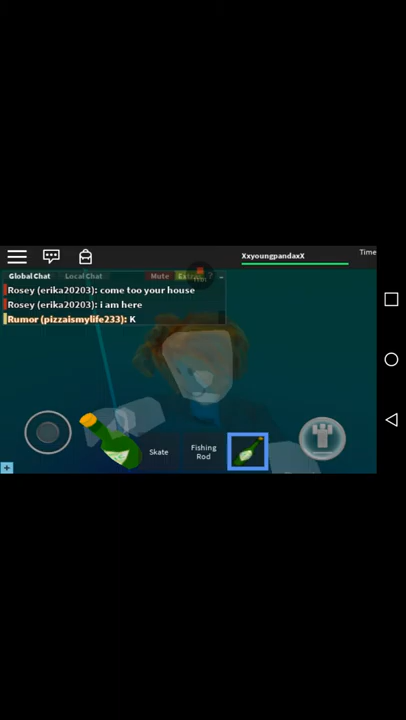 XxyoungpandaxX
Time
Global Chat Local Chat Mute
Rosey (erika20203): come too your house
Rosey (erika20203): i am here
Rumor (pizzaismylife233): K
Skate
Fishing
Rod